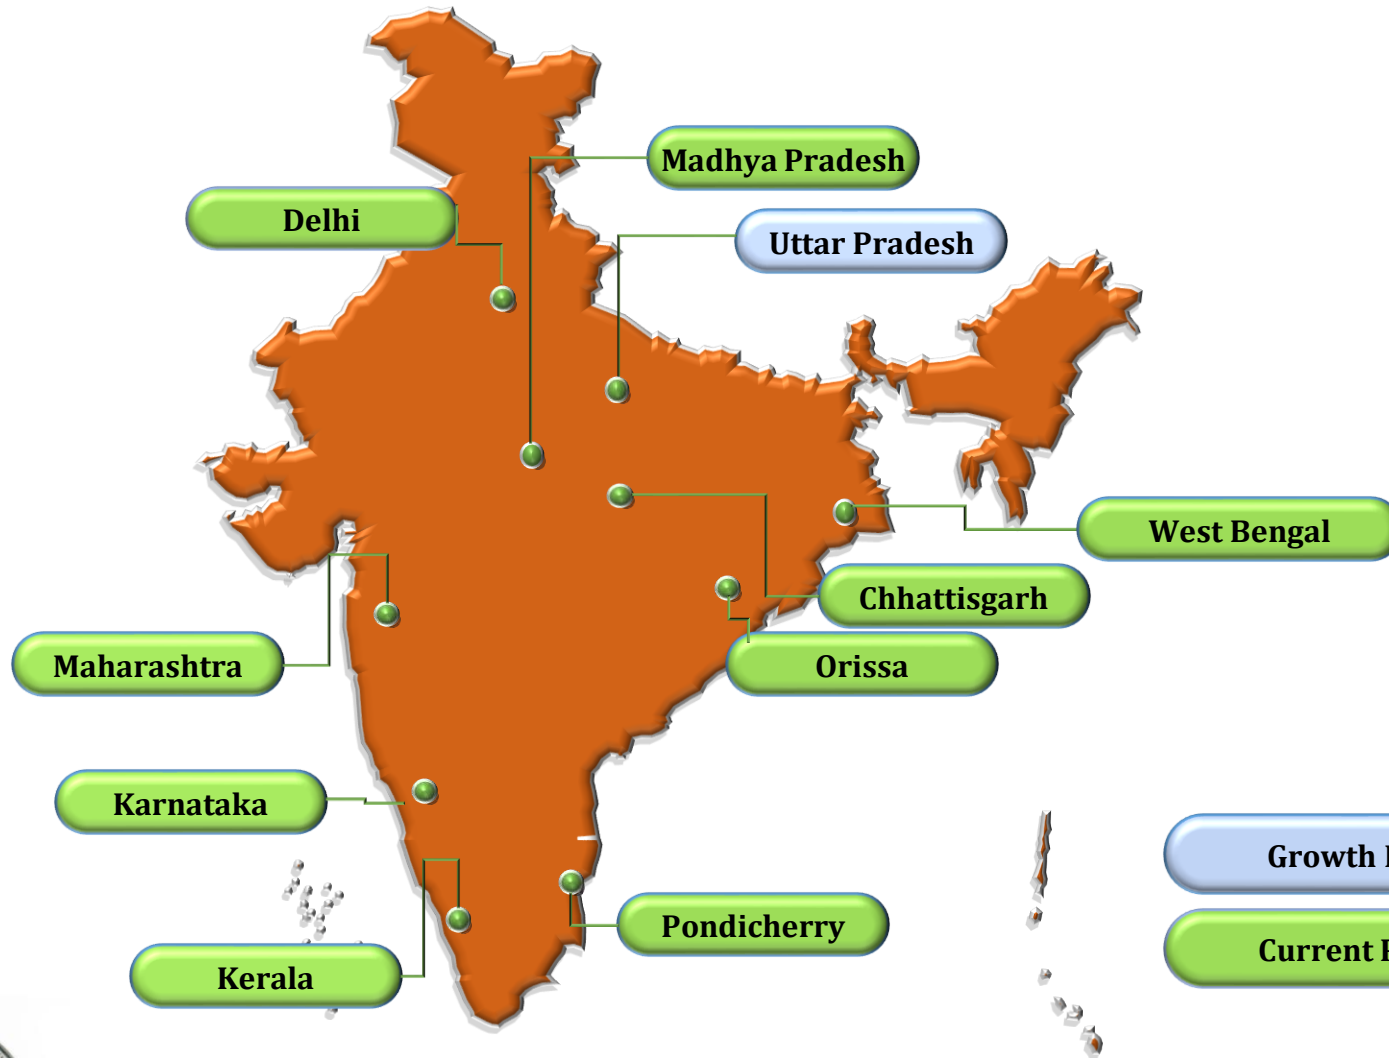 Madhya Pradesh
Delhi
Uttar Pradesh
West Bengal
Chhattisgarh
Maharashtra
Orissa
Karnataka
Growth
Current
Pondicherry
Kerala